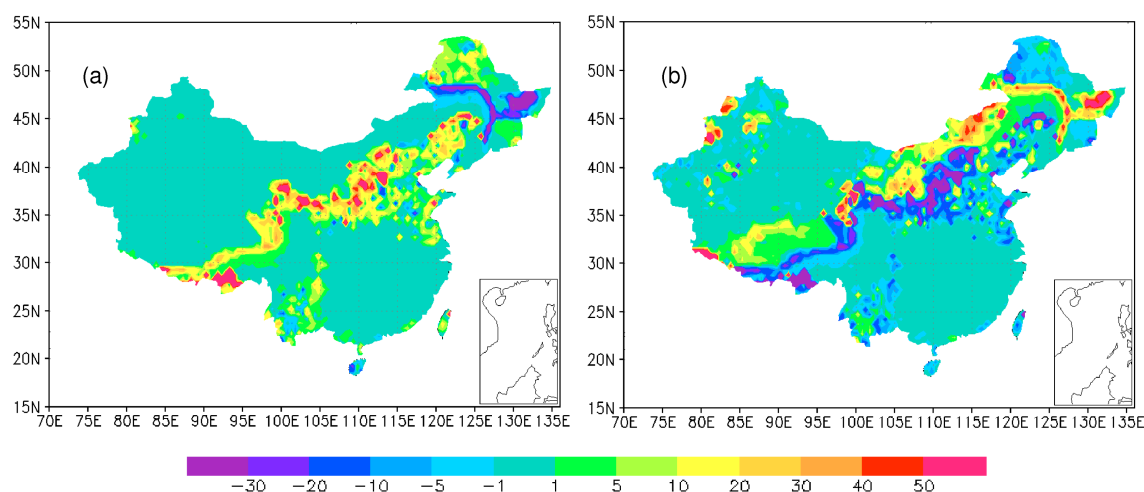 55N 55N
50N (a) 50N (b)
45N 45N
40N 40N
35N 35N
30N 30N
25N 25N
20N 20N
15N 15N
70E 75E 80E 85E 90E 95E 100E 105E 110E 115E 120E 125E 130E 135E 70E 75E 80E 85E 90E 95E 100E 105E 110E 115E 120E 125E 130E 135E
−30 −20 −10 −5 −1 1 5 10 20 30 40 50